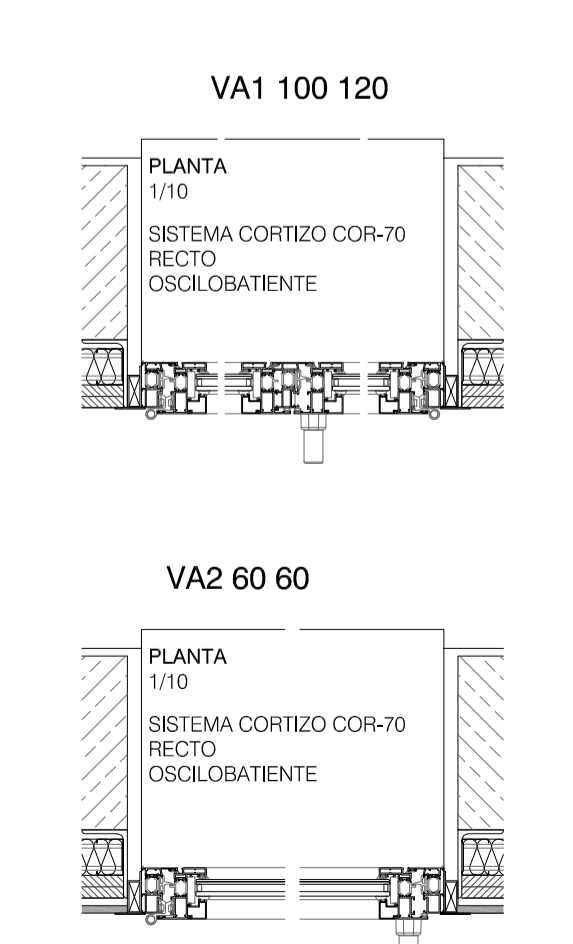 VA1 100 120
PLANTA
1/10
SISTEMA CORTIZO COR-70
RECTO
OSCILOBATIENTE
VA2 60 60
PLANTA
1/10
SISTEMA CORTIZO COR-70
RECTO
OSCILOBATIENTE